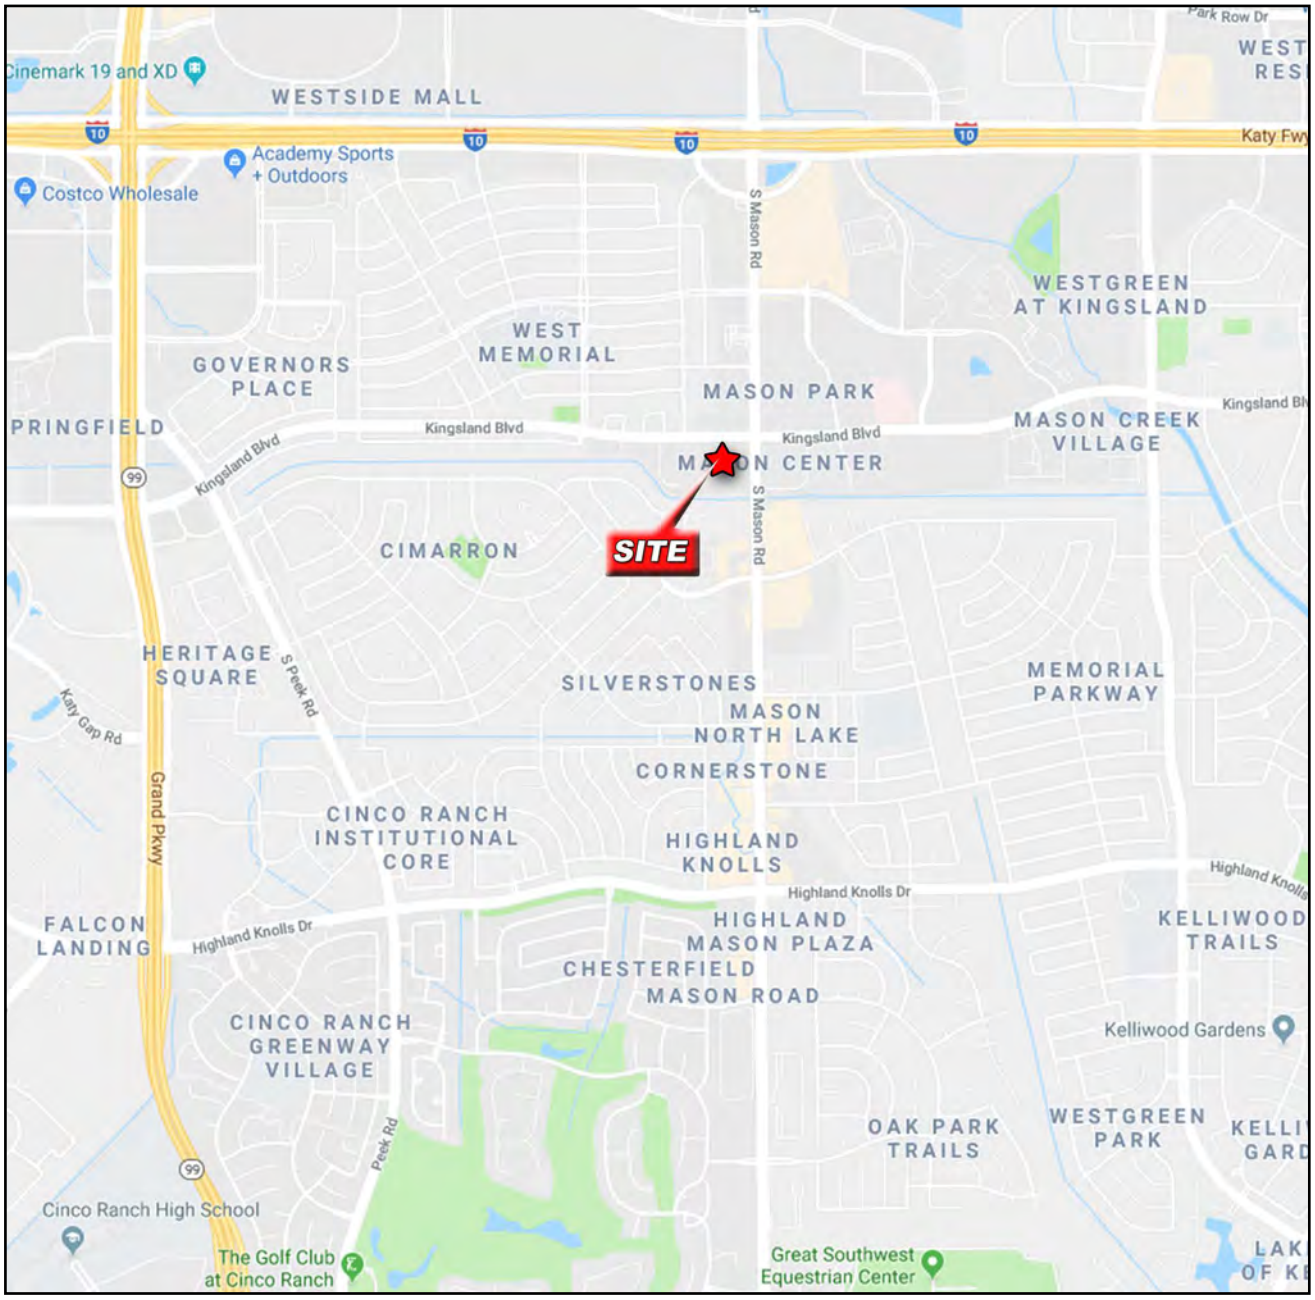 Park Row Dr
WEST
RES
Cinemark 19 and XD
WESTSIDE MALL
10
10
10
10
Katy Fwy
Academy Sports
+ Outdoors
Costco Wholesale
S Mason Rd
WESTGREEN
AT KINGSLAND
WEST
MEMORIAL
GOVERNORS
PLACE
MASON PARK
Kingsland Bl
PRINGFIELD
Kingsland Blvd
Kingsland Blvd
MASON CREEK
VILLAGE
Kingsland Blvd
MASON CENTER
99
S Mason Rd
CIMARRON
SITE
HERITAGE
SQUARE
S Peek Rd
SILVERSTONES
MEMORIAL
PARKWAY
Katy Gap Rd
MASON
NORTH LAKE
CORNERSTONE
Grand Pkwy
CINCO RANCH
INSTITUTIONAL
CORE
HIGHLAND
KNOLLS
Highland Knolls
Highland Knolls Dr
FALCON
LANDING
Highland Knolls Dr
HIGHLAND
MASON PLAZA
KELLIWOOD
TRAILS
CHESTERFIELD
MASON ROAD
CINCO RANCH
GREENWAY
VILLAGE
Kelliwood Gardens
Peek Rd
OAK PARK
TRAILS
WESTGREEN
PARK
KELLI
GARD
99
Cinco Ranch High School
The Golf Club
at Cinco Ranch
Great Southwest
Equestrian Center
LAK
OF K